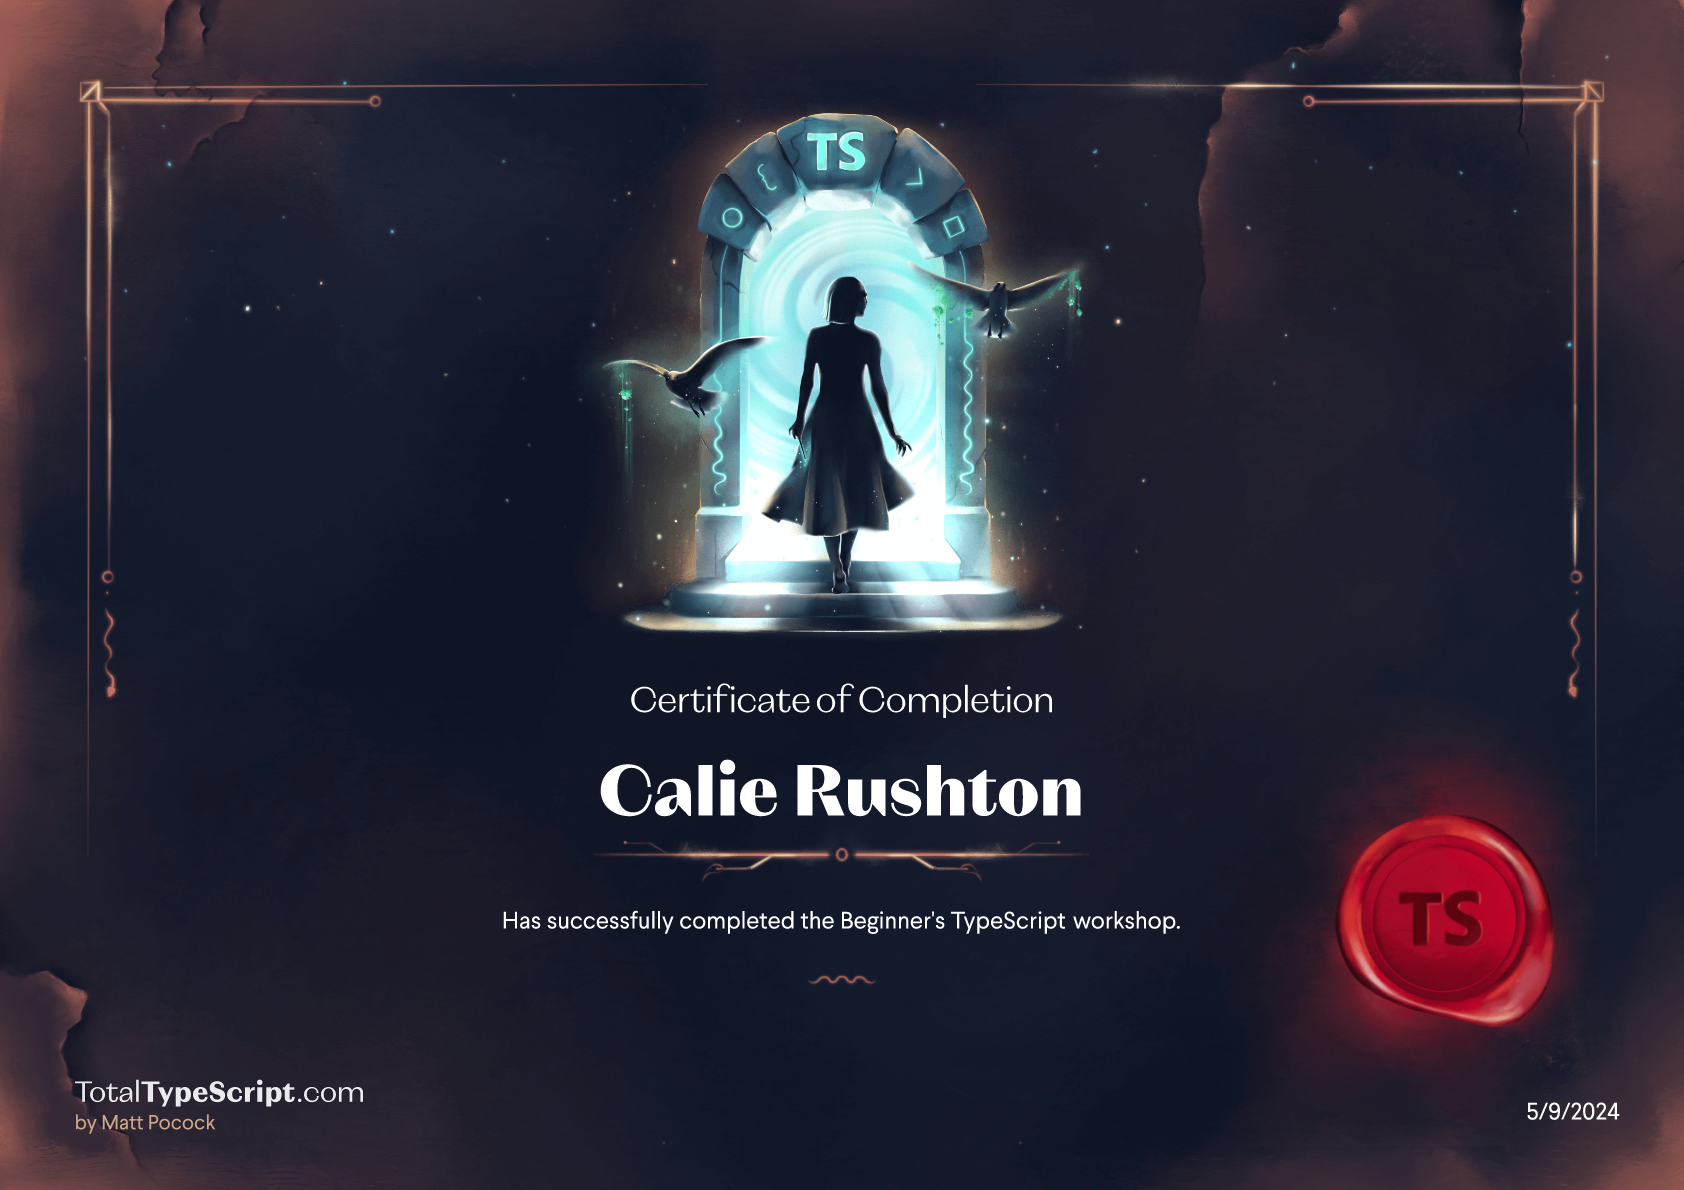 TS
Certificate of Completion
Calie Rushton
Has successfully completed the Beginner's TypeScript workshop.
TS
TotalTypeScript.com
by Matt Pocock
5/9/2024